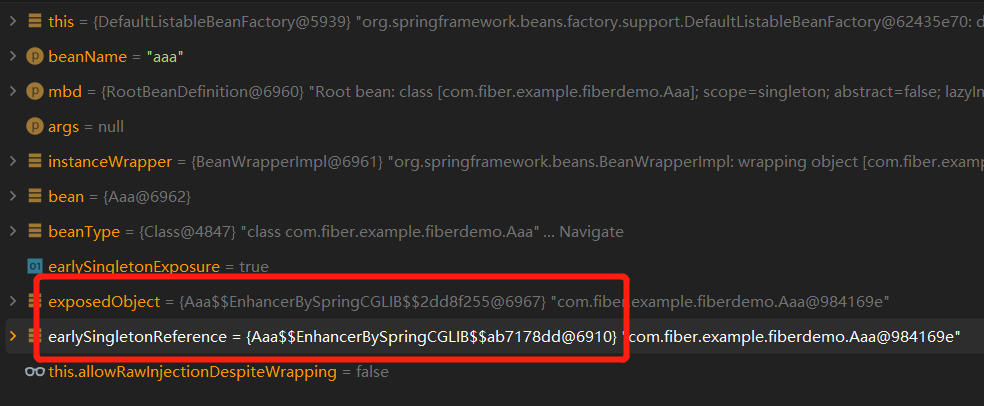 this = {DefaultListableBeanFactory@5939} "org.springframework.beans.factory.support.DefaultListableBeanFactory@62435e70: d
p beanName = "aaa"
p mbd = {RootBeanDefinition@6960} "Root bean: class [com.fiber.example.fiberdemo.Aaa]; scope=singleton; abstract=false; lazyIn
p args = null
instanceWrapper = {BeanWrapperImpl@6961} "org.springframework.beans.BeanWrapperImpl: wrapping object [com.fiber.exam
bean = {Aaa@6962}
beanType = {Class@4847} "class com.fiber.example.fiberdemo.Aaa" ... Navigate
01 earlySingletonExposure = true
exposedObject = {Aaa$$EnhancerBySpringCGLIB$$2dd8f255@6967} "com.fiber.example.fiberdemo.Aaa@984169e"
earlySingletonReference = {Aaa$$EnhancerBySpringCGLIB$$ab7178dd@6910} "com.fiber.example.fiberdemo.Aaa@984169e"
this.allowRawInjectionDespiteWrapping = false